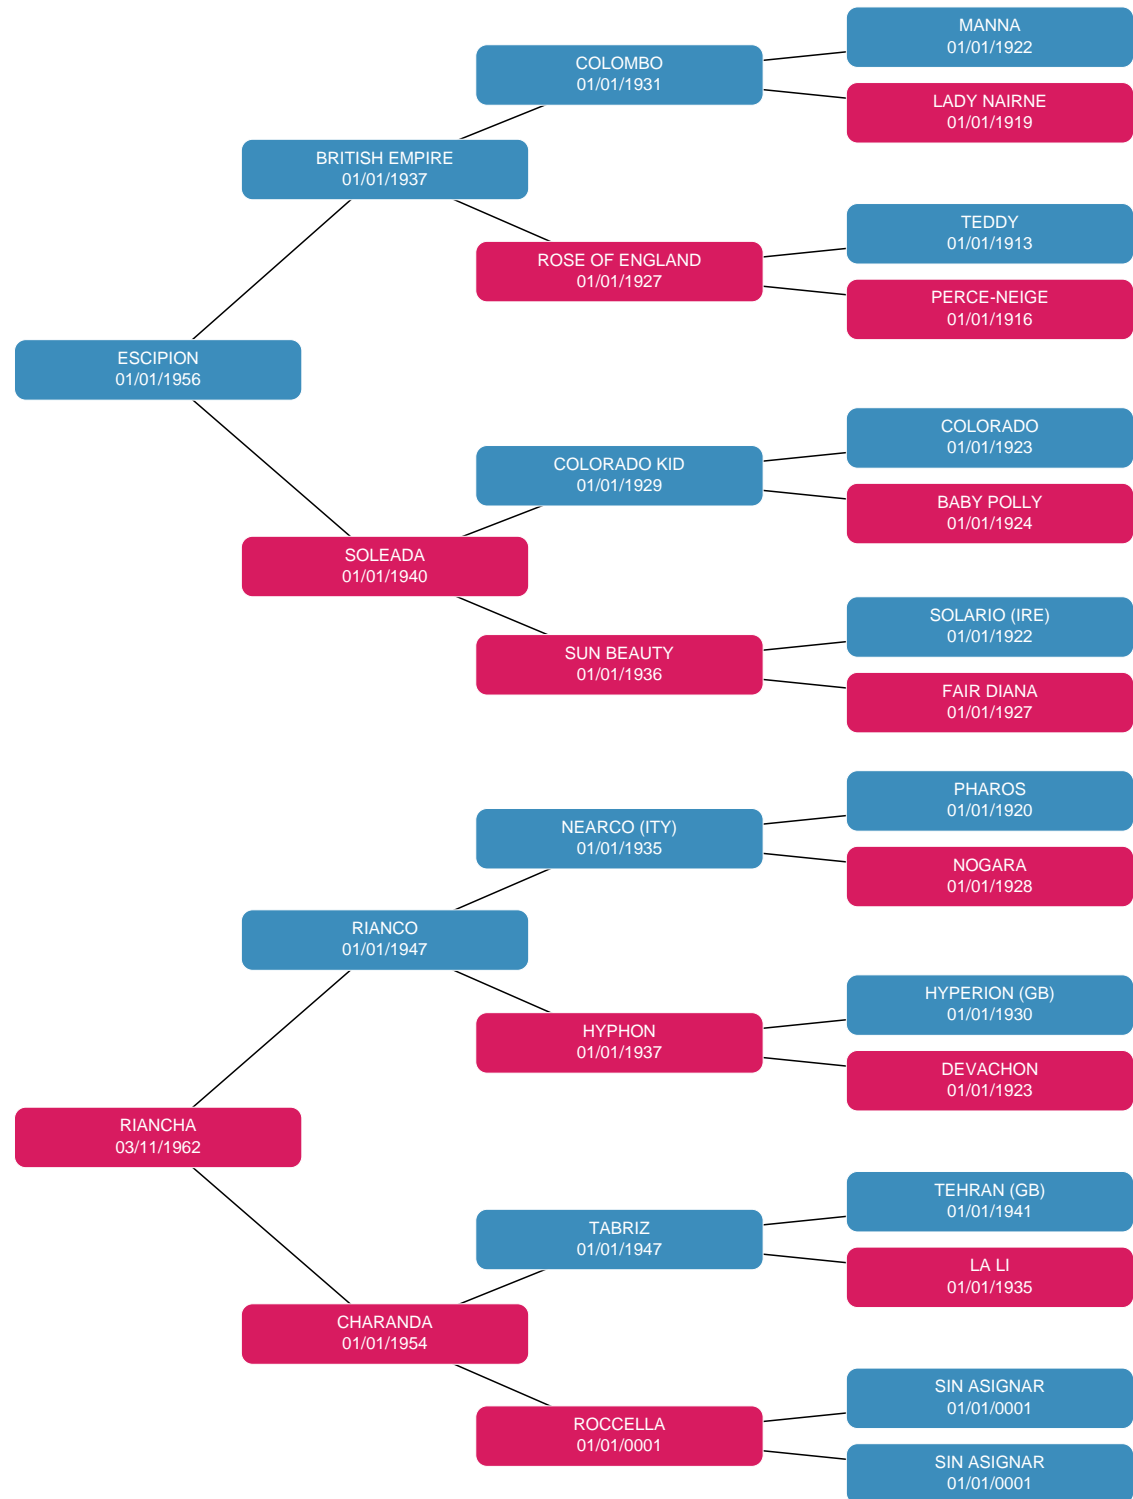 MANNA
01/01/1922
COLOMBO
01/01/1931
LADY NAIRNE
01/01/1919
BRITISH EMPIRE
01/01/1937
TEDDY
01/01/1913
ROSE OF ENGLAND
01/01/1927
PERCE-NEIGE
01/01/1916
ESCIPION
01/01/1956
COLORADO
01/01/1923
COLORADO KID
01/01/1929
BABY POLLY
01/01/1924
SOLEADA
01/01/1940
SOLARIO (IRE)
01/01/1922
SUN BEAUTY
01/01/1936
FAIR DIANA
01/01/1927
PHAROS
01/01/1920
NEARCO (ITY)
01/01/1935
NOGARA
01/01/1928
RIANCO
01/01/1947
HYPERION (GB)
01/01/1930
HYPHON
01/01/1937
DEVACHON
01/01/1923
RIANCHA
03/11/1962
TEHRAN (GB)
01/01/1941
TABRIZ
01/01/1947
LA LI
01/01/1935
CHARANDA
01/01/1954
SIN ASIGNAR
01/01/0001
ROCCELLA
01/01/0001
SIN ASIGNAR
01/01/0001